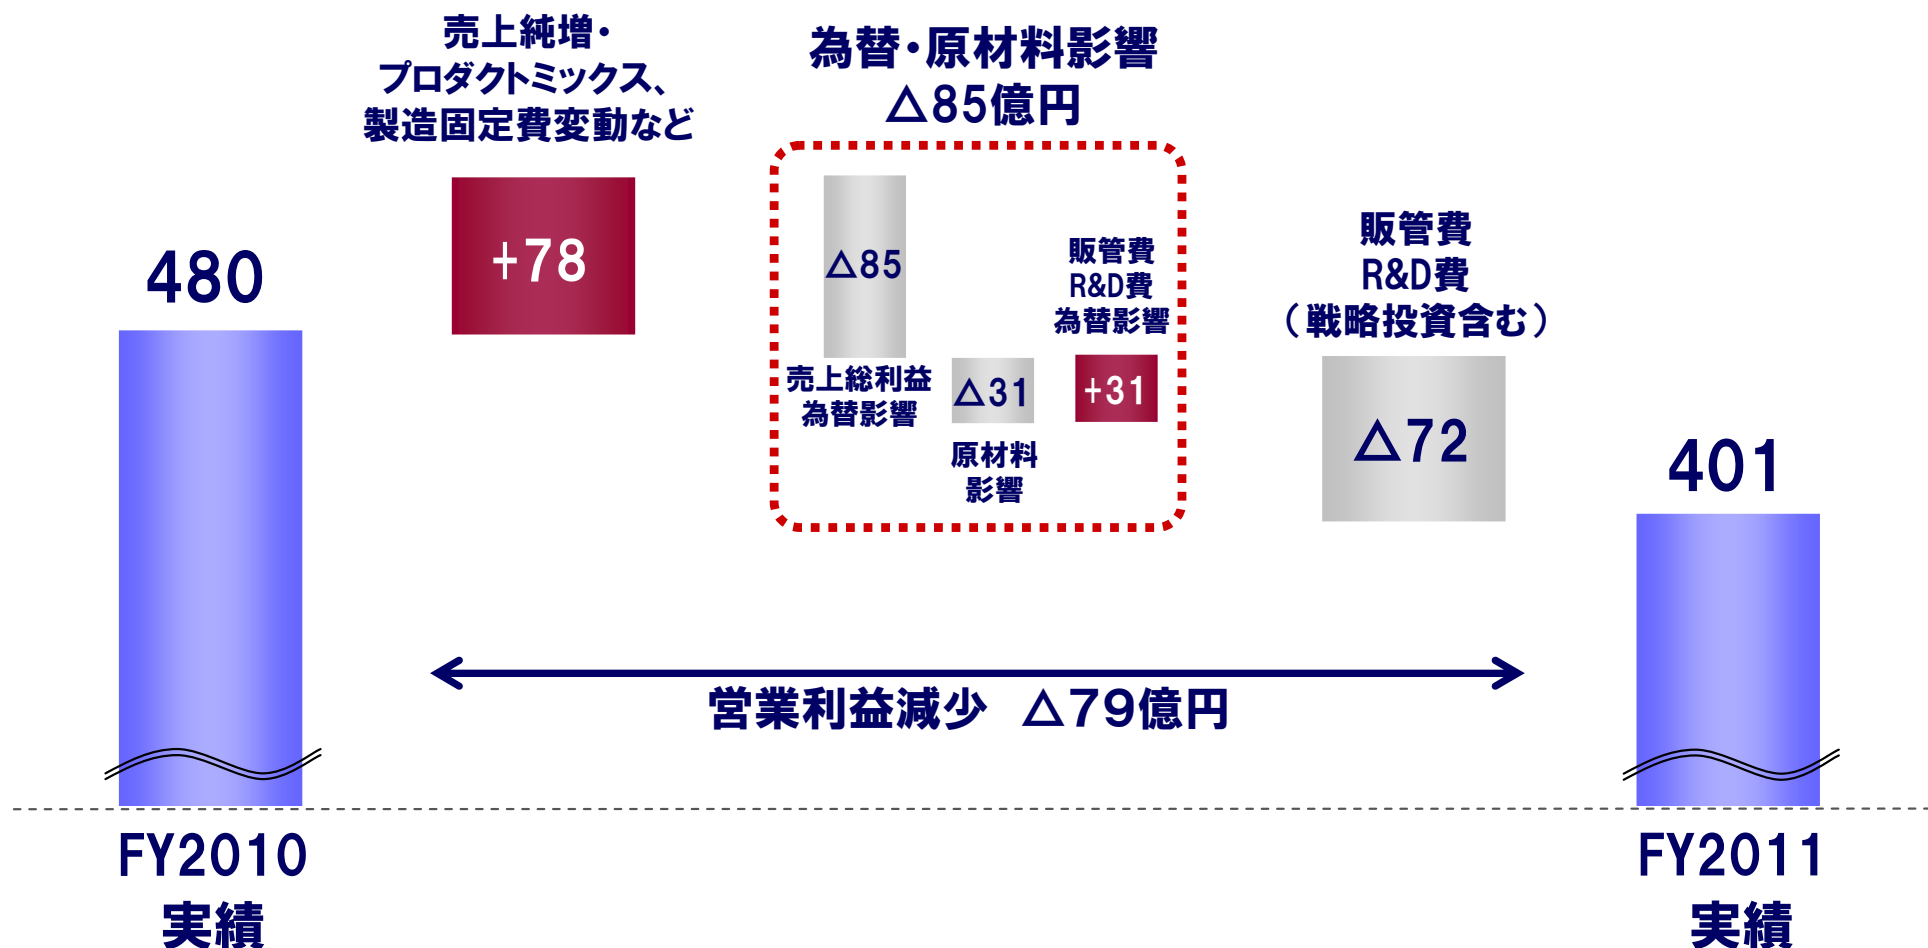 売上純増・
プロダクトミックス、
製造固定費変動など
+78
為替・原材料影響
△85億円
△85
売上総利益
為替影響
△31
原材料
影響
販管費
R&D費
為替影響
+31
販管費
R&D費
（戦略投資含む）
△72
480
401
営業利益減少 △79億円
FY2010
実績
FY2011
実績